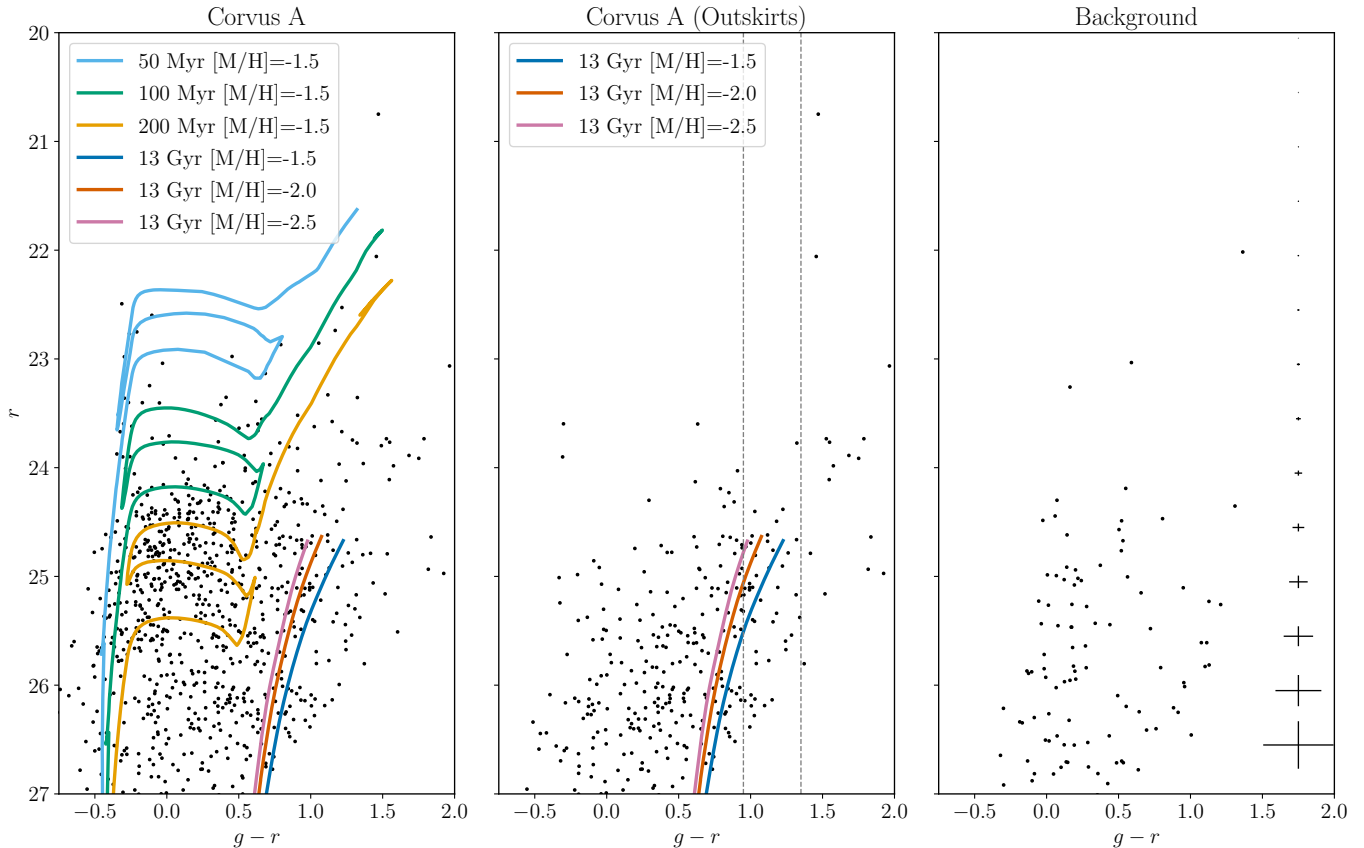 Corvus A
Corvus A (Outskirts)
Background
50 Myr [M/H]=-1.5
100 Myr [M/H]=-1.5
200 Myr [M/H]=-1.5
13 Gyr [M/H]=-1.5
13 Gyr [M/H]=-2.0
13 Gyr [M/H]=-2.5
13 Gyr [M/H]=-1.5
13 Gyr [M/H]=-2.0
13 Gyr [M/H]=-2.5
20
21
22
23
24
25
26
27
r
−0.5 0.0 0.5 1.0 1.5 2.0
−0.5 0.0 0.5 1.0 1.5 2.0
−0.5 0.0 0.5 1.0 1.5 2.0
g − r
g − r
g − r